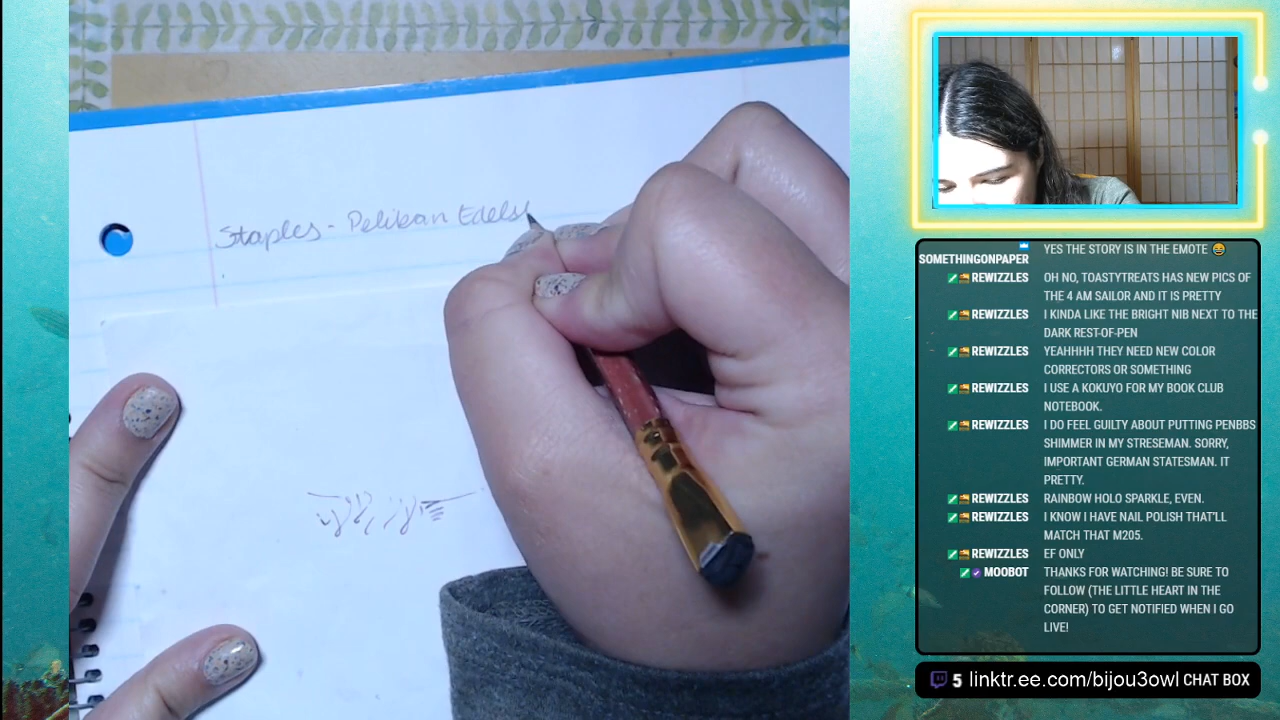 Staples - Pelikan Edels
SOMETHINGONPAPER YES THE STORY IS IN THE EMOTE 😄
REWIZZLES OH NO, TOASTYTREATS HAS NEW PICS OF
THE 4 AM SAILOR AND IT IS PRETTY
REWIZZLES I KINDA LIKE THE BRIGHT NIB NEXT TO THE
DARK REST-OF-PEN
REWIZZLES YEAHHHH THEY NEED NEW COLOR
CORRECTORS OR SOMETHING
REWIZZLES I USE A KOKUYO FOR MY BOOK CLUB
NOTEBOOK.
REWIZZLES I DO FEEL GUILTY ABOUT PUTTING PENBBS
SHIMMER IN MY STRESEMAN. SORRY,
IMPORTANT GERMAN STATESMAN. IT
PRETTY.
REWIZZLES RAINBOW HOLO SPARKLE, EVEN.
REWIZZLES I KNOW I HAVE NAIL POLISH THAT'LL
MATCH THAT M205.
REWIZZLES EF ONLY
MOOBOT THANKS FOR WATCHING! BE SURE TO
FOLLOW (THE LITTLE HEART IN THE
CORNER) TO GET NOTIFIED WHEN I GO
LIVE!
5 linktr.ee.com/bijou3owl CHAT BOX